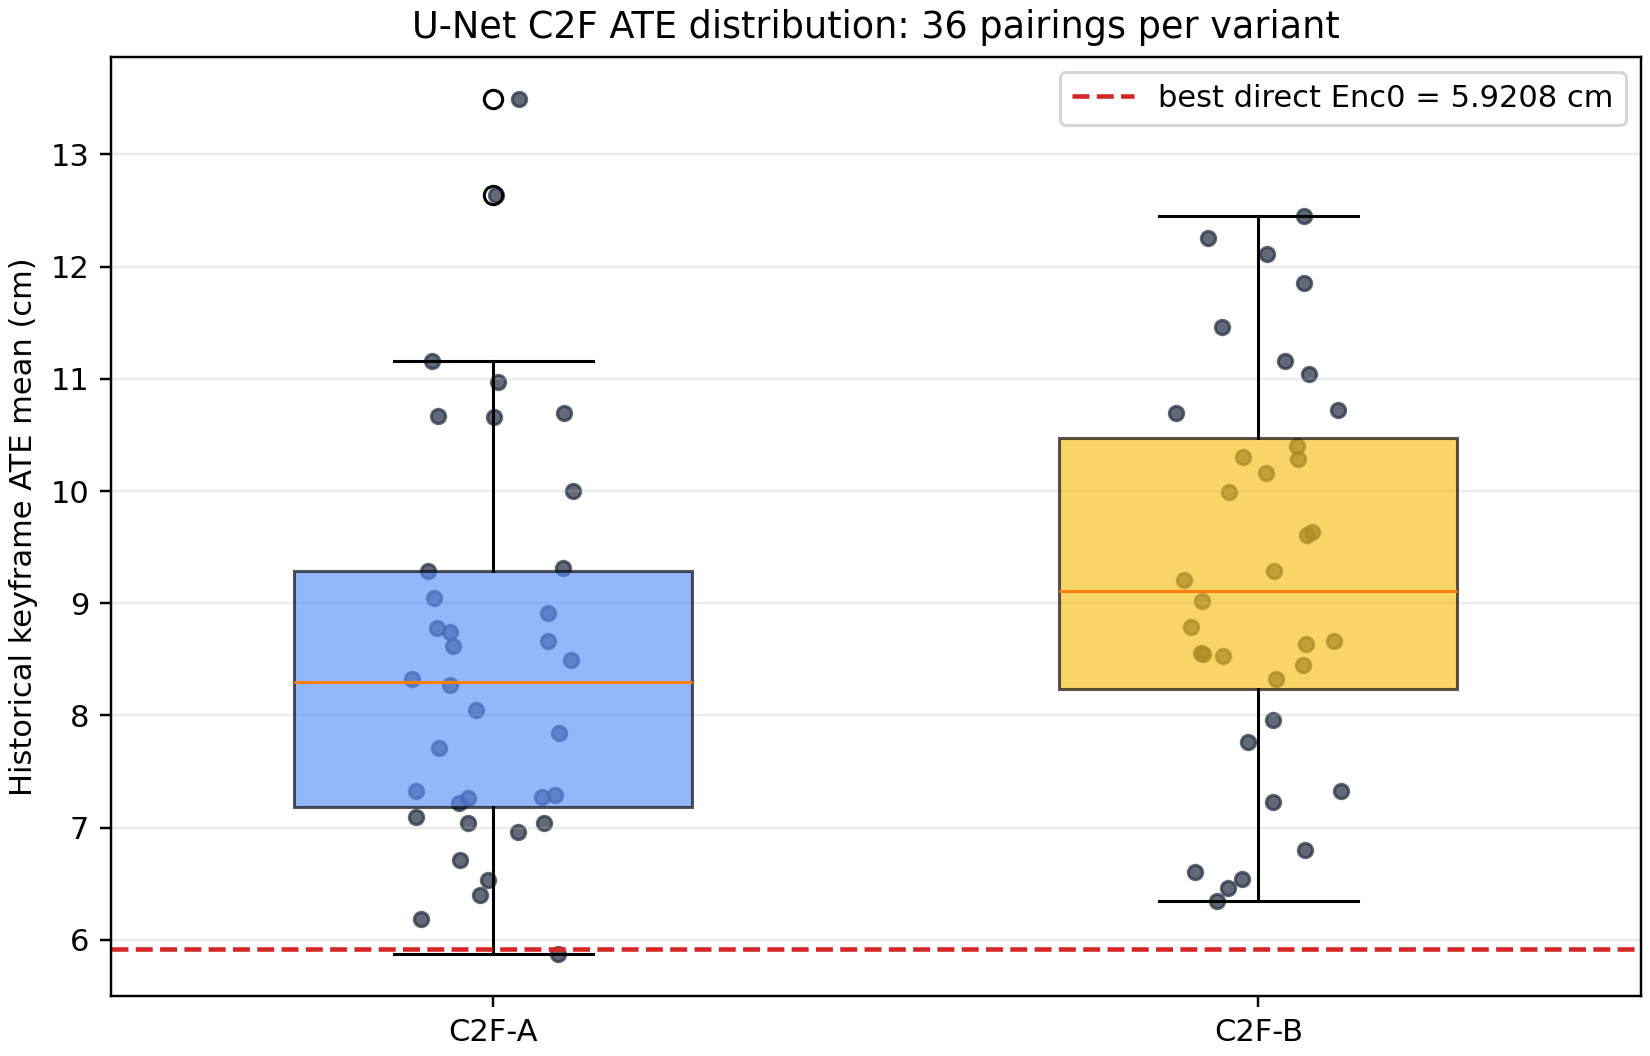 U-Net C2F ATE distribution: 36 pairings per variant
best direct Enc0 = 5.9208 cm
Historical keyframe ATE mean (cm)
13
12
11
10
9
8
7
6
C2F-A
C2F-B